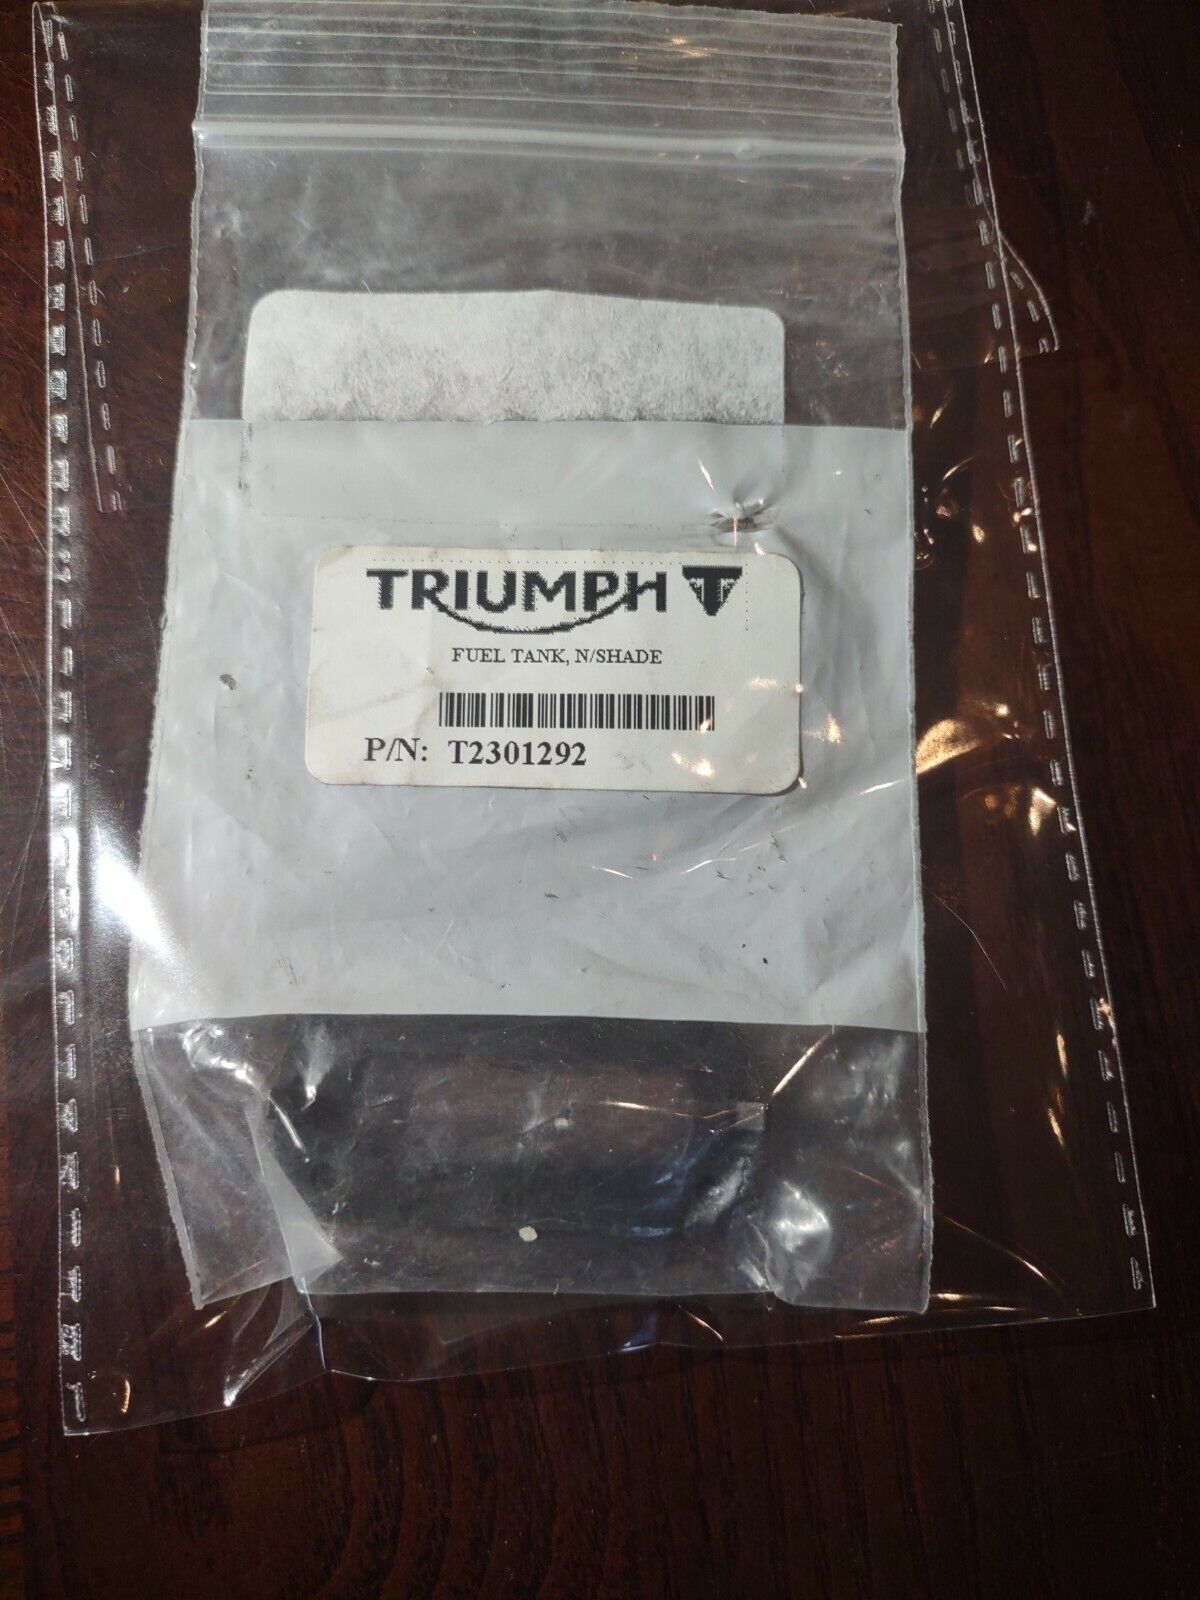 TRIUMPH
FUEL TANK, N/SHADE
P/N: T2301292